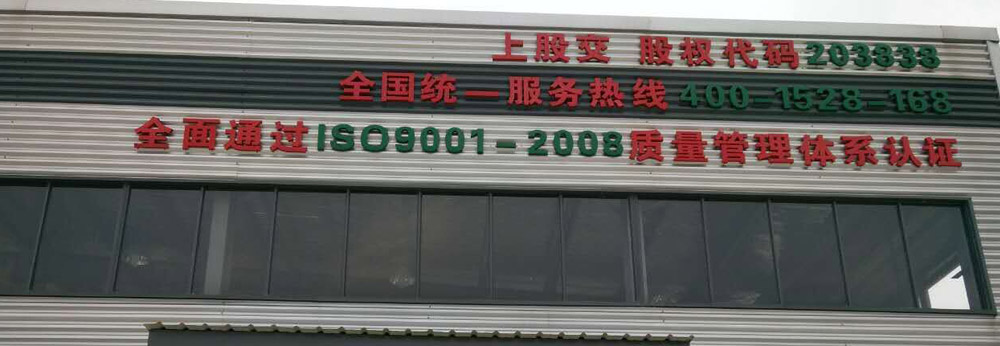 上股交 股权代码203838
全国统一服务热线400-1528-168
全面通过ISO9001-2008质量管理体系认证